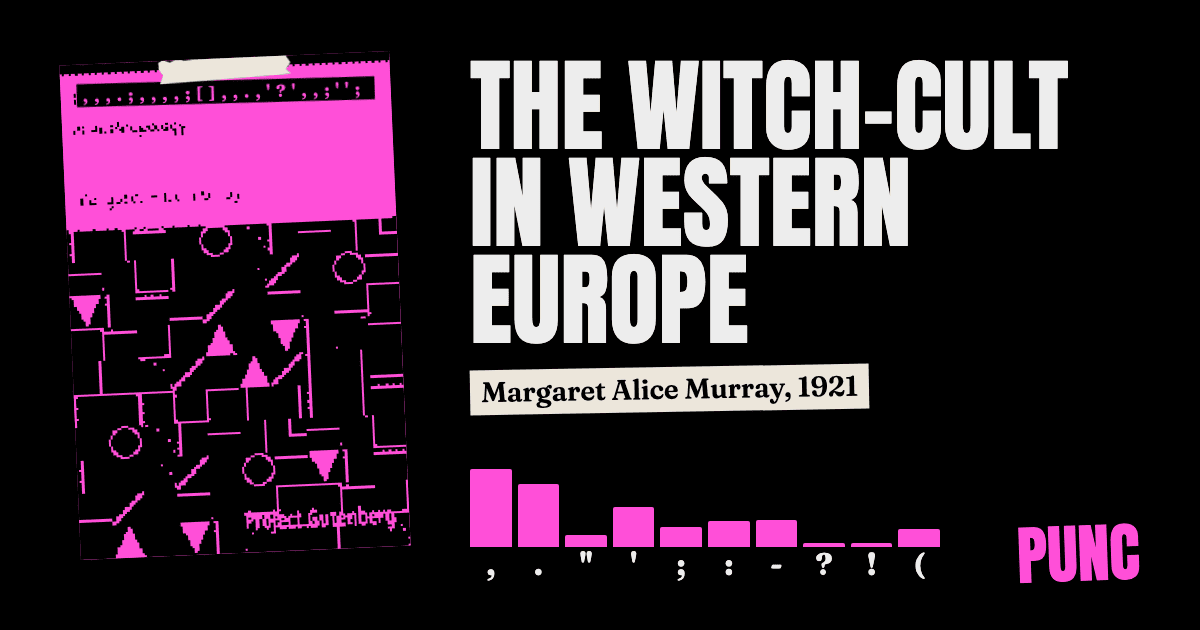 ,,,.;,,,,;[],,.,'?',,;'';
Project Gutenberg
THE WITCH-CULT
IN WESTERN
EUROPE
Margaret Alice Murray, 1921
, . " ' ; : - ? ! (
PUNC